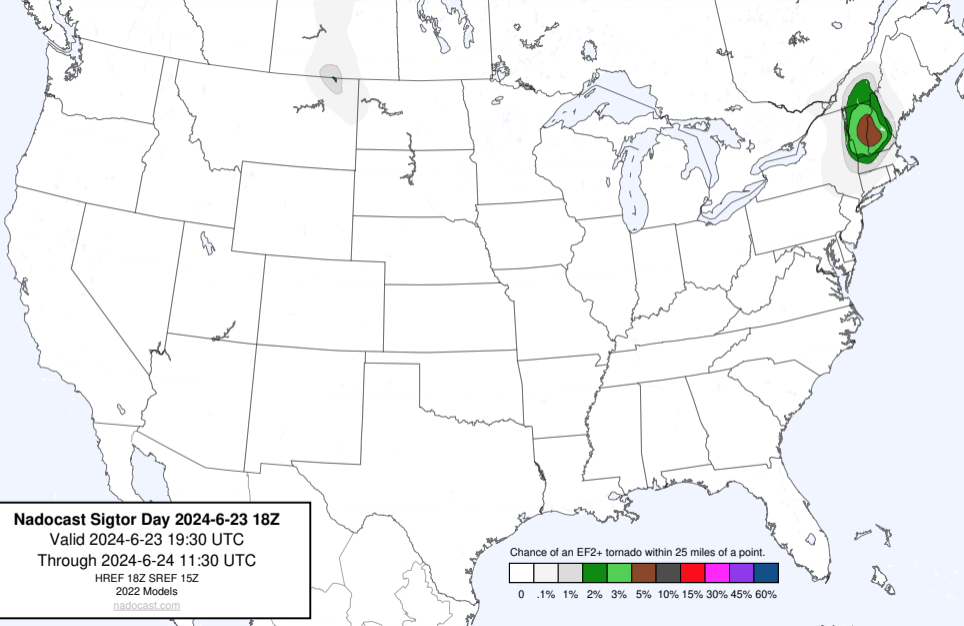 Nadocast Sigtor Day 2024-6-23 18Z
Valid 2024-6-23 19:30 UTC
Through 2024-6-24 11:30 UTC
HREF 18Z SREF 15Z
2022 Models
nadocast.com
Chance of an EF2+ tornado within 25 miles of a point.
0 .1% 1% 2% 3% 5% 10% 15% 30% 45% 60%